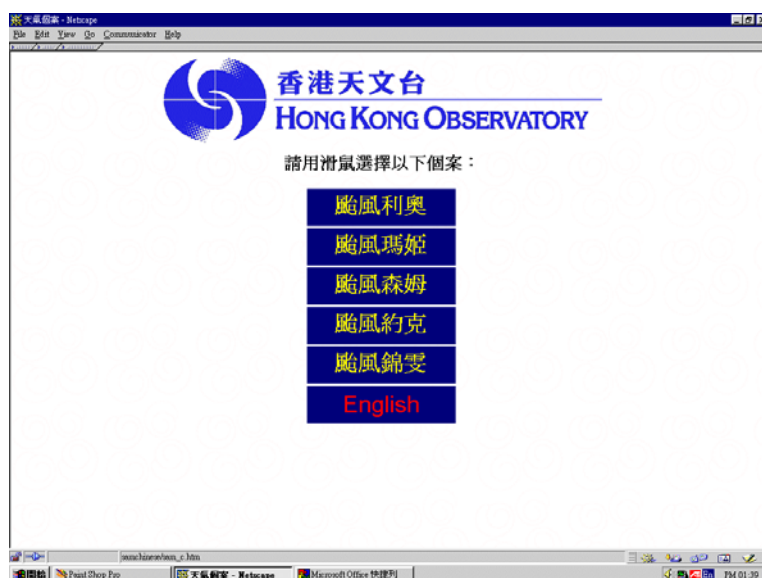 天氣個案 - Netscape
File Edit View Go Communicator Help
香港天文台
HONG KONG OBSERVATORY
請用滑鼠選擇以下個案：
颱風利奧
颱風瑪姬
颱風森姆
颱風約克
颱風錦雯
English
開始 Paint Shop Pro 天氣個案 - Netscape Microsoft Office 快捷列 En PM 01:39